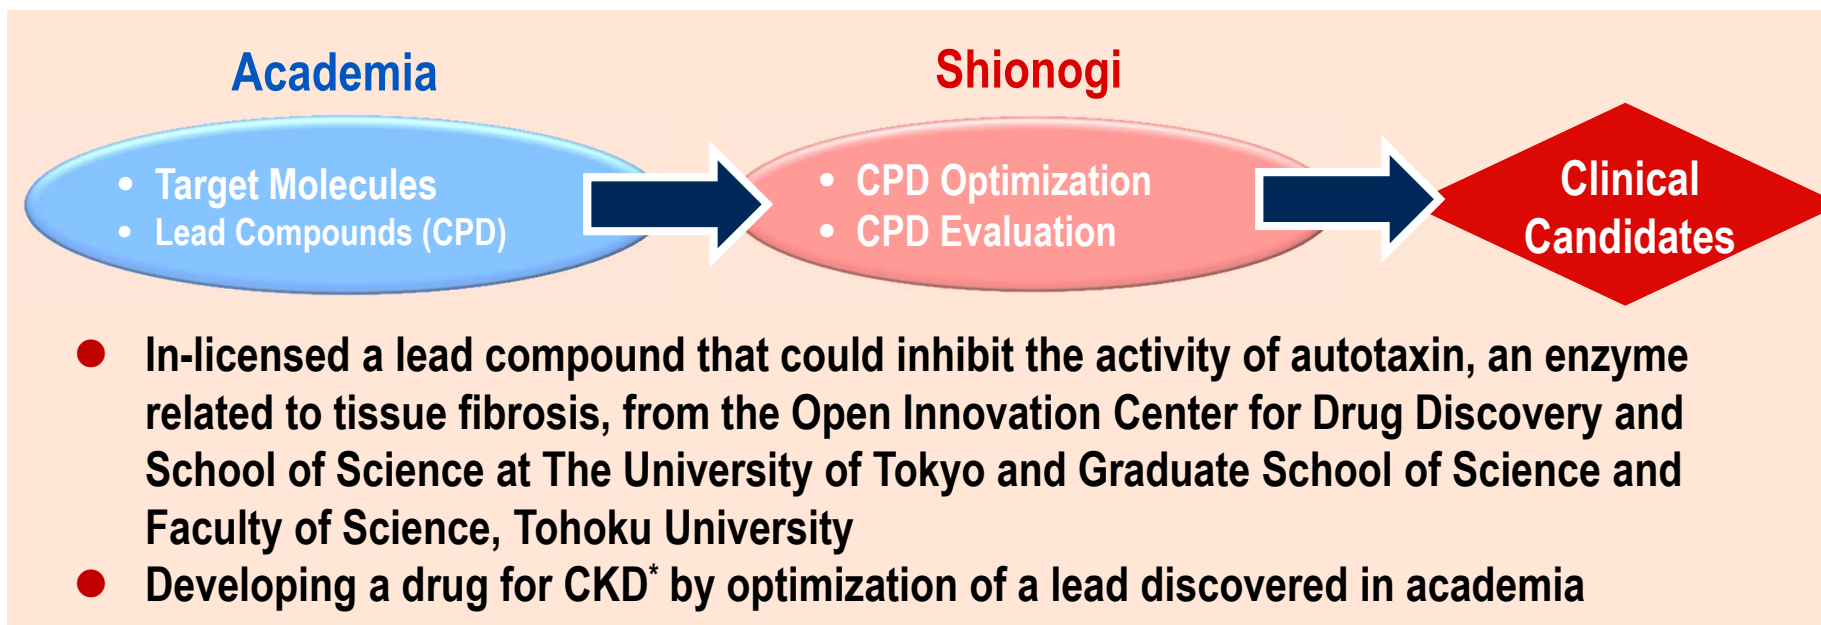 Academia
Shionogi
• Target Molecules
• Lead Compounds (CPD)
• CPD Optimization
• CPD Evaluation
Clinical
Candidates
● In-licensed a lead compound that could inhibit the activity of autotaxin, an enzyme
related to tissue fibrosis, from the Open Innovation Center for Drug Discovery and
School of Science at The University of Tokyo and Graduate School of Science and
Faculty of Science, Tohoku University
● Developing a drug for CKD* by optimization of a lead discovered in academia